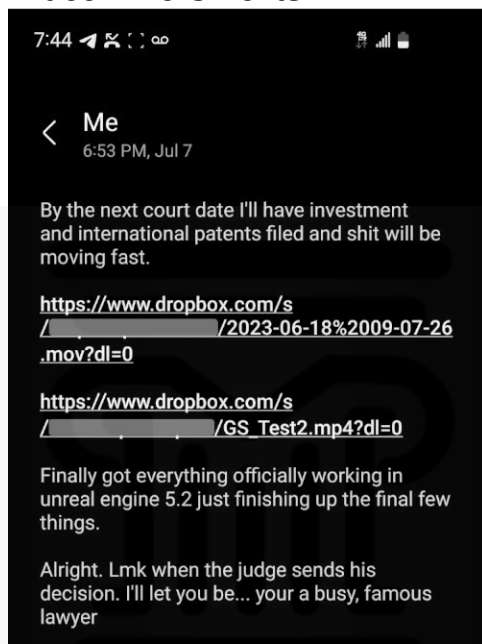 7:44
4G
Me
6:53 PM, Jul 7
By the next court date I'll have investment
and international patents filed and shit will be
moving fast.
https://www.dropbox.com/s
/ /2023-06-18%2009-07-26
.mov?dl=0
https://www.dropbox.com/s
/ /GS_Test2.mp4?dl=0
Finally got everything officially working in
unreal engine 5.2 just finishing up the final few
things.
Alright. Lmk when the judge sends his
decision. I'll let you be... your a busy, famous
lawyer